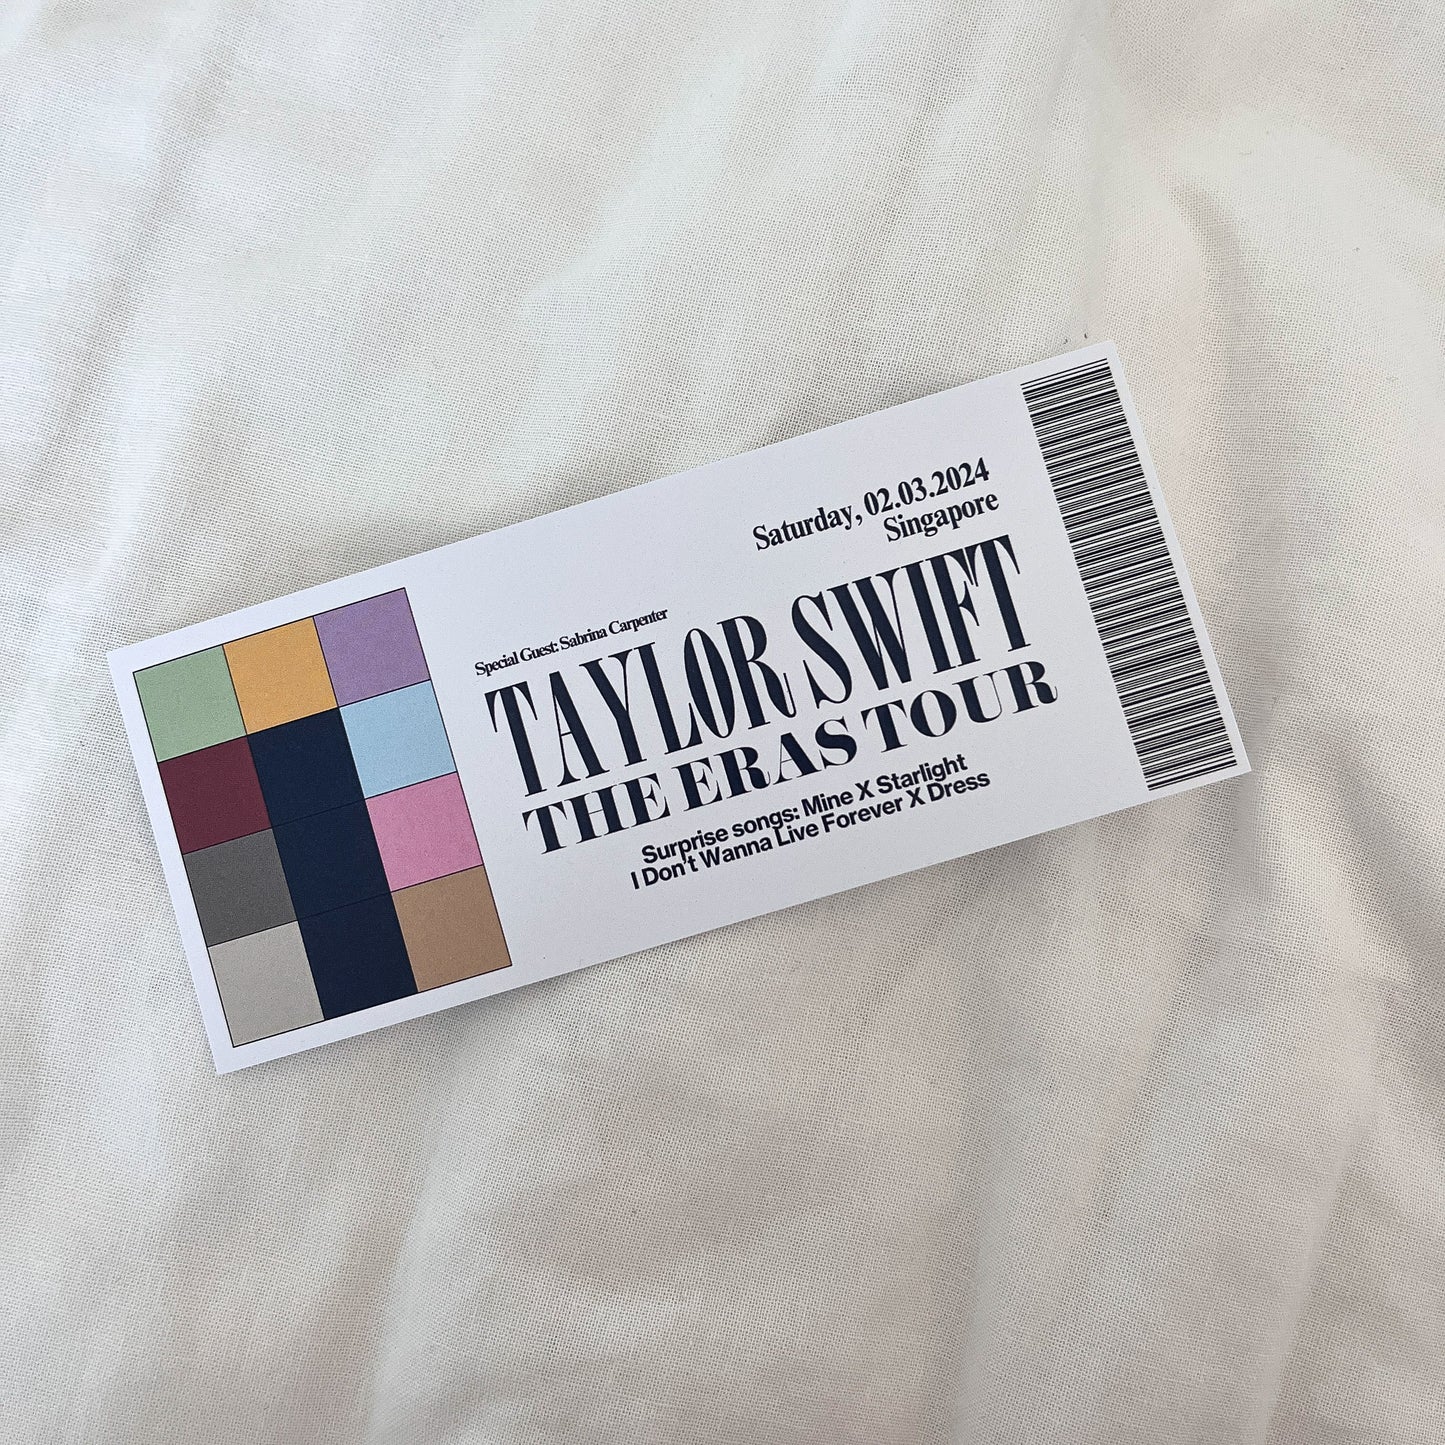 Saturday, 02.03.2024
Singapore
Special Guest: Sabrina Carpenter
TAYLOR SWIFT
THE ERAS TOUR
Surprise songs: Mine X Starlight
I Don't Wanna Live Forever X Dress